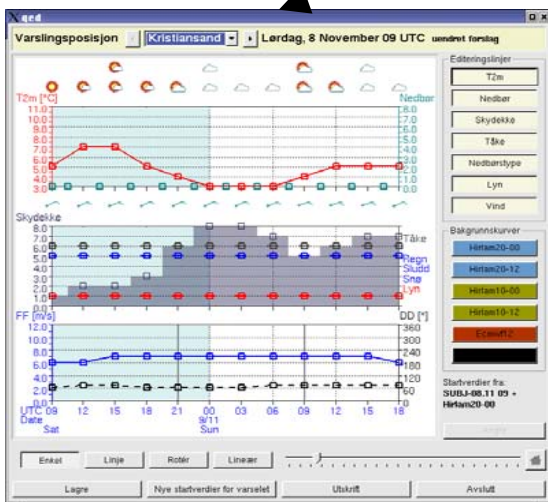 qed
Varslingsposisjon Kristiansand Lørdag, 8 November 09 UTC uendret forslag
T2m [°C] Nedbør
11.0 8.0
10.0 7.0
9.0 6.0
8.0 5.0
7.0 4.0
6.0 3.0
5.0 2.0
4.0 1.0
3.0 0.0
Skydekke
8.0
7.0 Tåke
6.0
5.0 Regn
4.0 Sludd
3.0 Snø
2.0 Lyn
1.0
0.0
FF [m/s] DD [°]
12.0 360
10.0 300
8.0 240
6.0 180
4.0 120
2.0 60
0.0 0
UTC 09 12 15 18 21 00 03 06 09 12 15 18
Date 9/11
Sat Sun
Editeringslinjer
T2m
Nedbør
Skydekke
Tåke
Nedbørstype
Lyn
Vind
Bakgrunnskurver
Hirlam20-00
Hirlam20-12
Hirlam10-00
Hirlam10-12
Ecmwf12
Startverdier fra:
SUBJ-08.11 09 +
Hirlam20-00
Enkel Linje Rotér Lineær
Lagre Nye startverdier for varselet Utskrift Avslutt